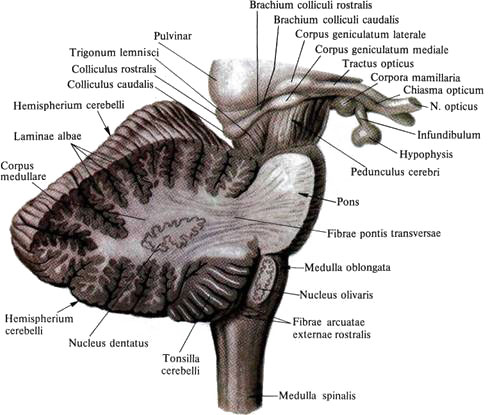 Brachium colliculi rostralis
Brachium colliculi caudalis
Pulvinar
Corpus geniculatum laterale
Trigonum lemnisci
Corpus geniculatum mediale
Colliculus rostralis
Tractus opticus
Colliculus caudalis
Corpora mamillaria
Chiasma opticum
Hemispherium cerebelli
N. opticus
Laminae albae
Infundibulum
Hypophysis
Corpus
medullare
Pedunculus cerebri
Pons
Fibrae pontis transversae
Medulla oblongata
Nucleus olivaris
Hemispherium
cerebelli
Fibrae arcuatae
externae rostralis
Nucleus dentatus
Tonsilla
cerebelli
Medulla spinalis